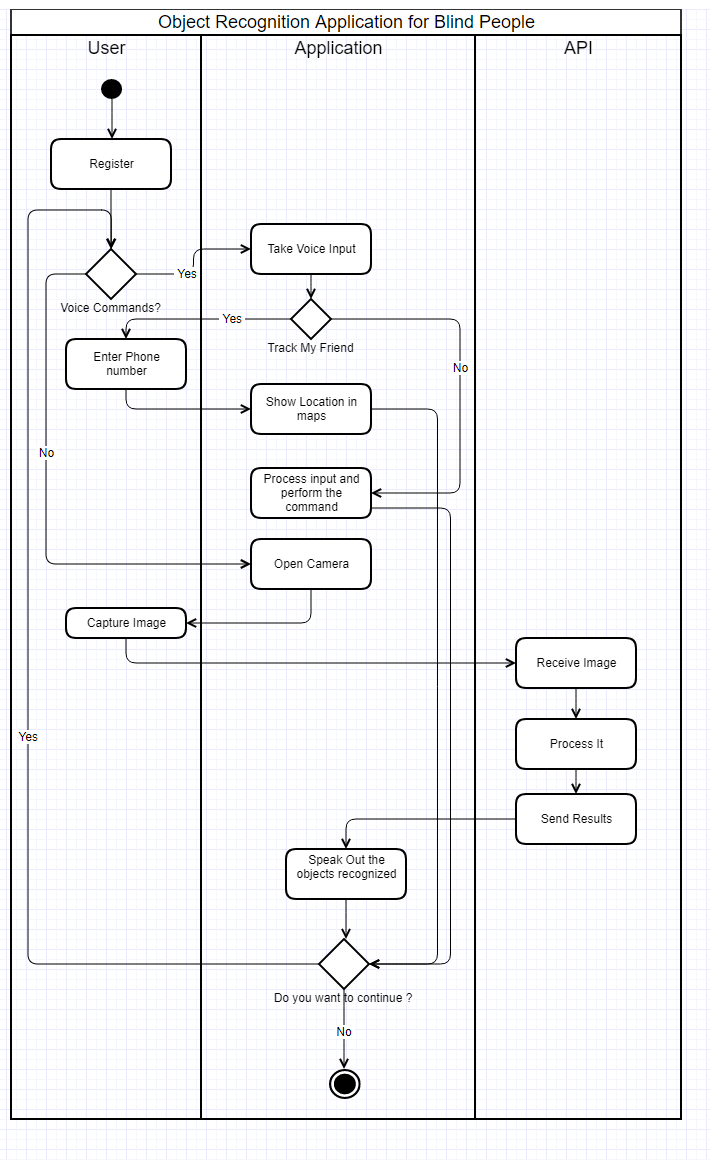 Object Recognition Application for Blind People
User
Application
API
Register
Take Voice Input
Yes
Voice Commands?
Yes
Track My Friend
Enter Phone
number
No
Show Location in
maps
No
Process input and
perform the
command
Open Camera
Capture Image
Receive Image
Yes
Process It
Send Results
Speak Out the
objects recognized
Do you want to continue ?
No